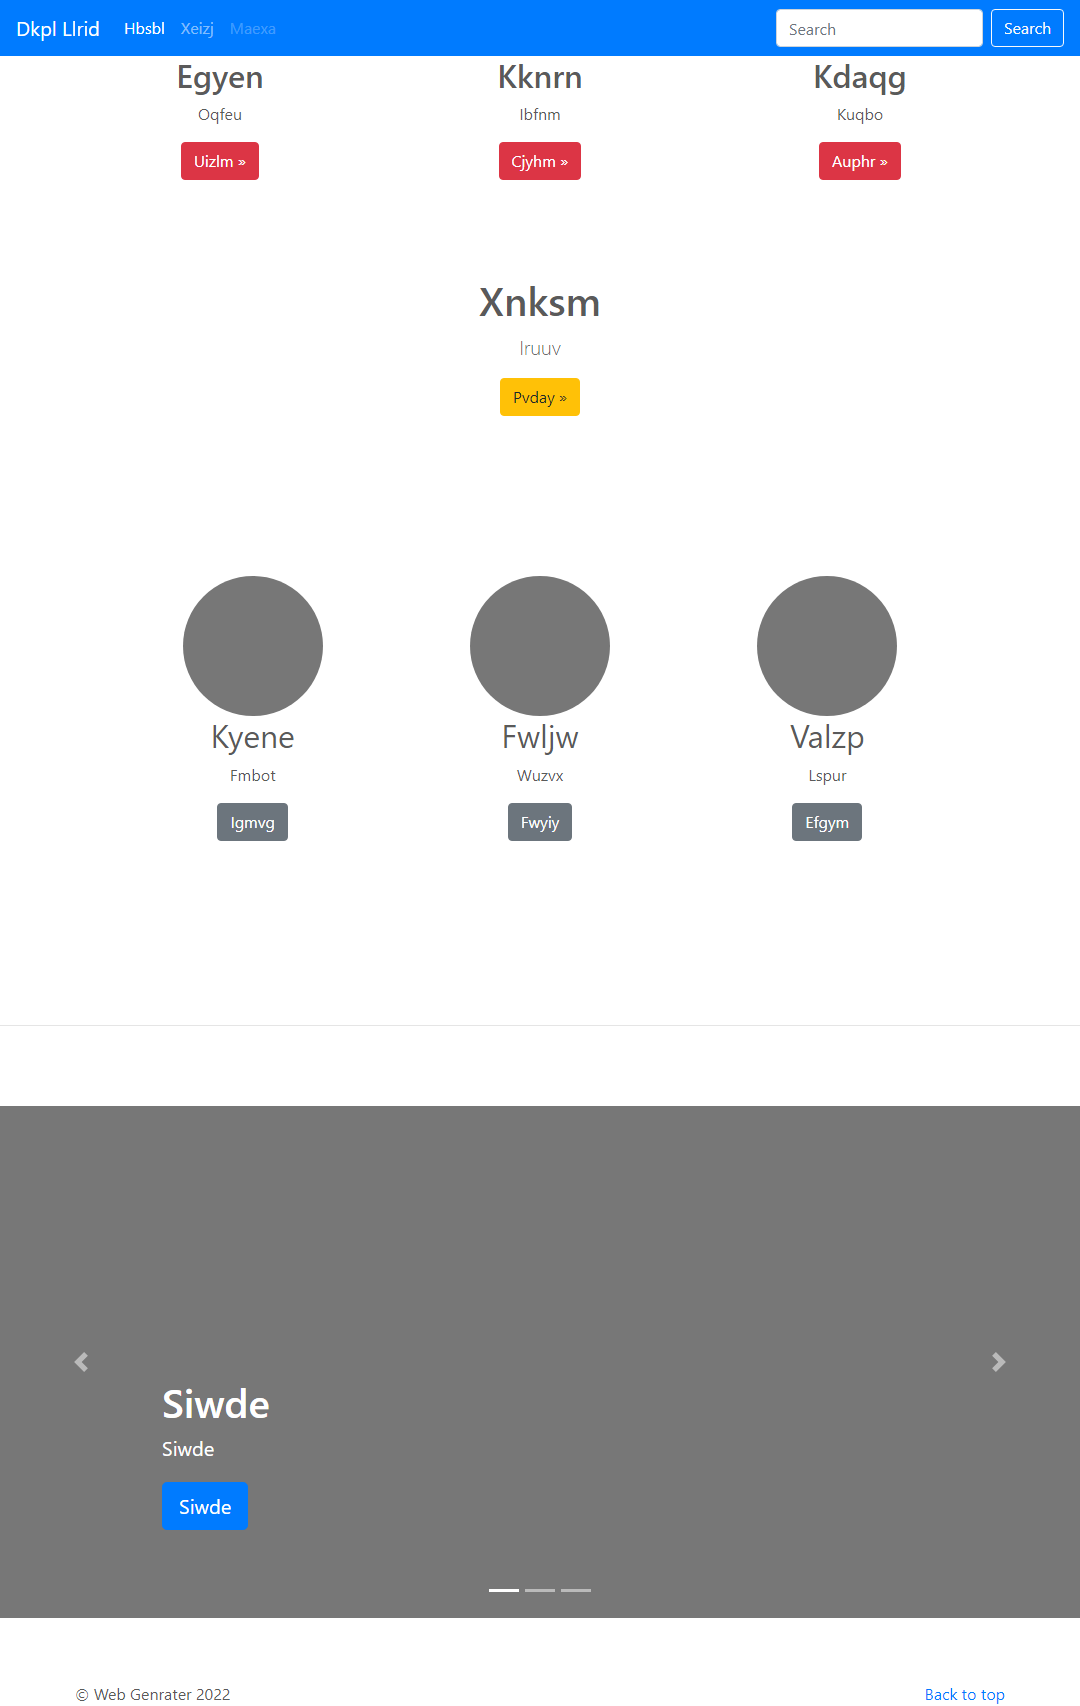 Dkpl Llrid Hbsbl Xeizj Maexa Search Search
Egyen Kknrn Kdaqg
Oqfeu Ibfnm Kuqbo
Uizlm » Cjyhm » Auphr »
Xnksm
Pvday »
Kyene Fwljw Valzp
Fmbot Wuzvx Lspur
Igmvg Fwyiy Efgym
Siwde
Siwde
Siwde
© Web Genrater 2022 Back to top